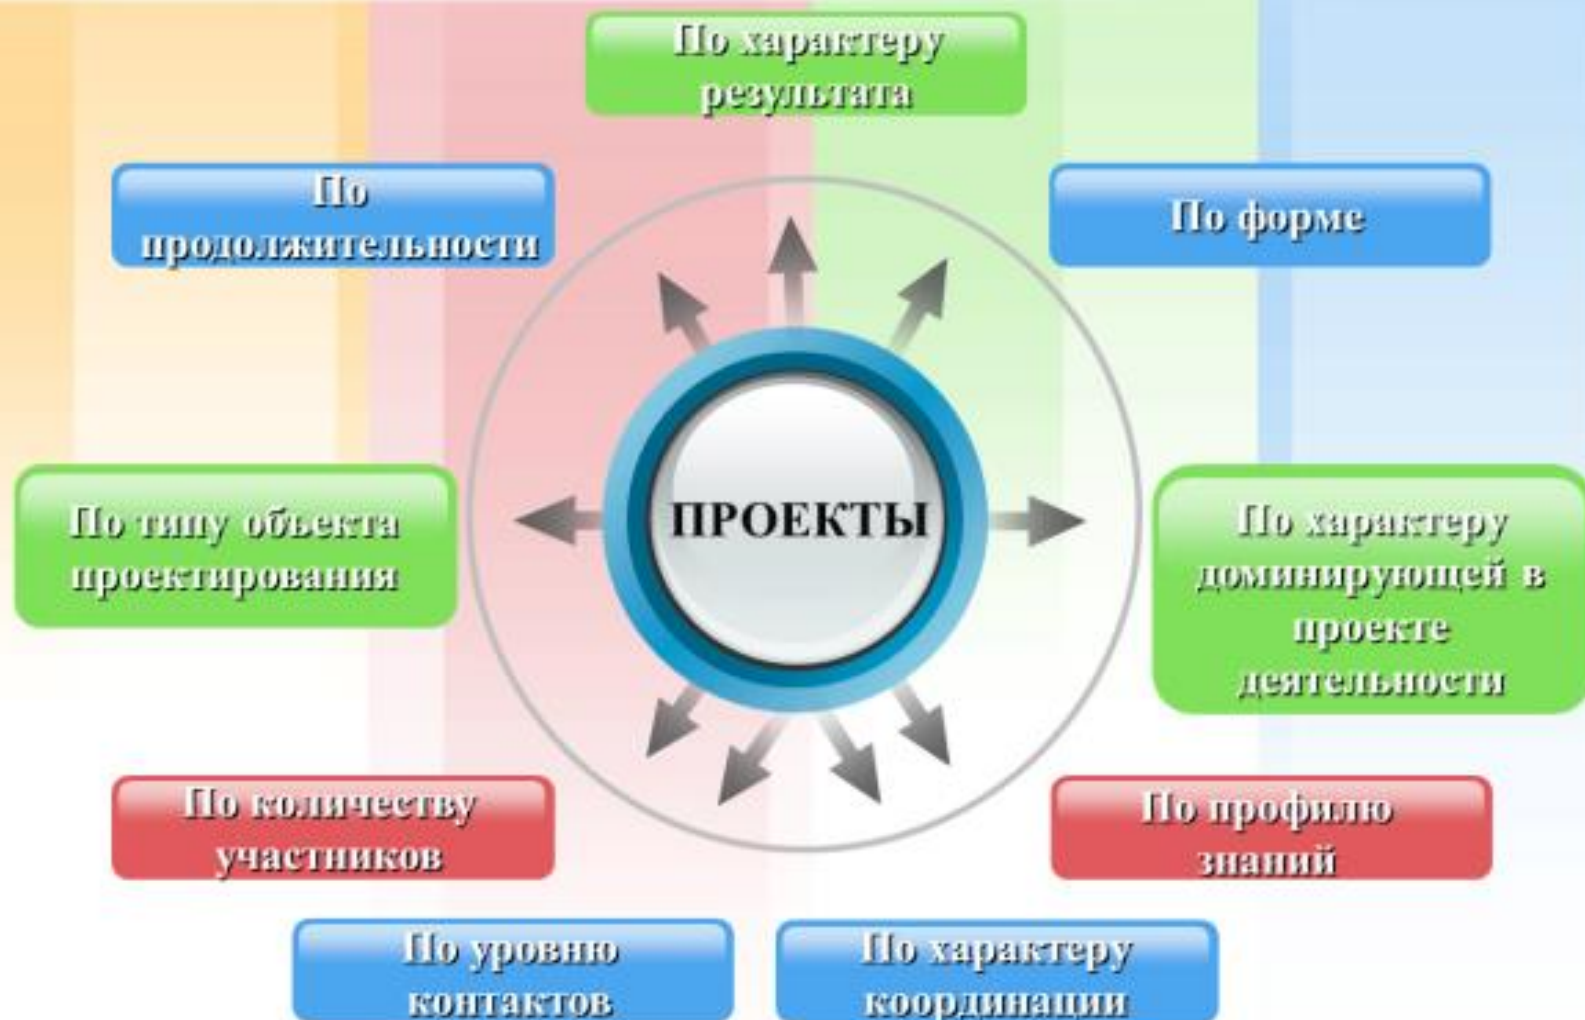 По характеру
результата
По
продолжительности
По форме
ПРОЕКТЫ
По типу объекта
проектирования
По характеру
доминирующей в
проекте
деятельности
По количеству
участников
По профилю
знаний
По уровню
контактов
По характеру
координации